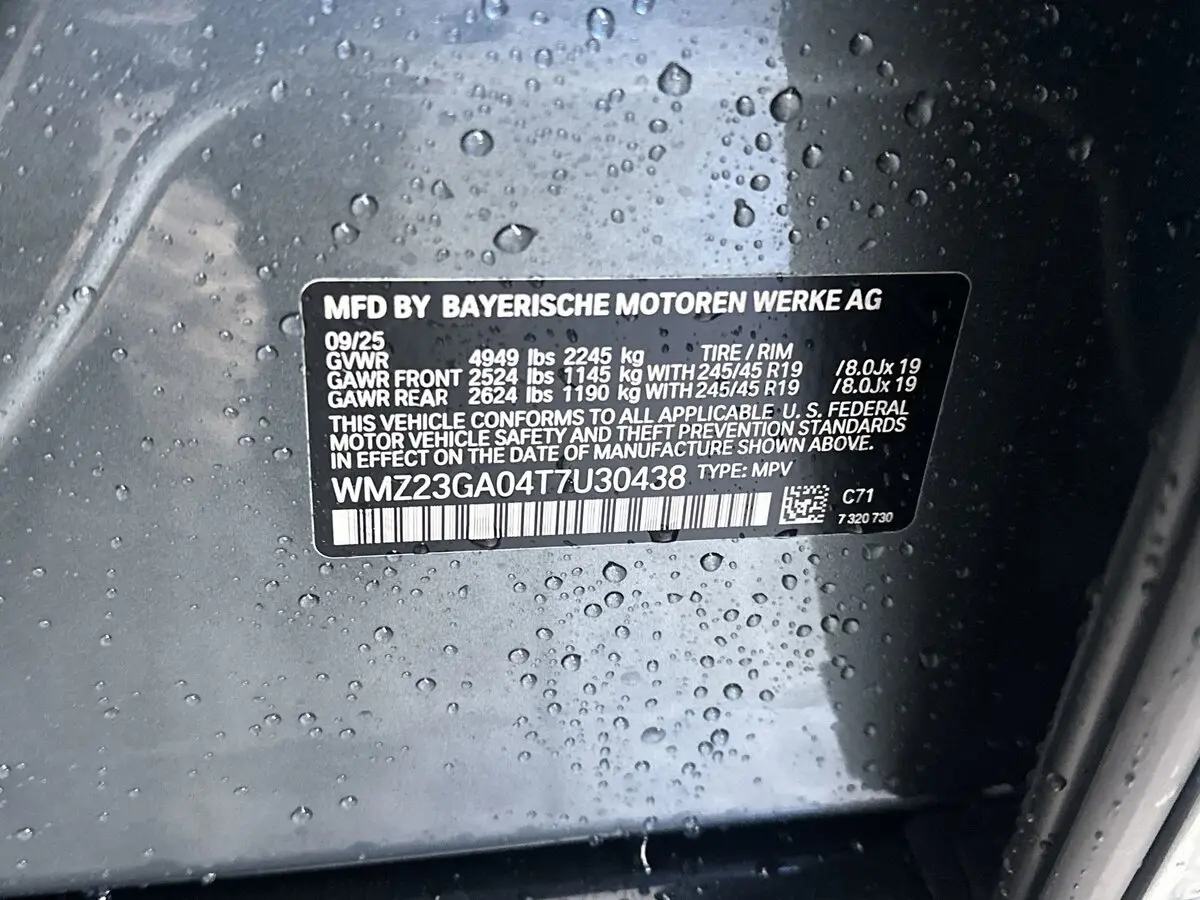 MFD BY BAYERISCHE MOTOREN WERKE AG
09/25
GVWR 4949 lbs 2245 kg TIRE / RIM
GAWR FRONT 2524 lbs 1145 kg WITH 245/45 R19 /8.0Jx 19
GAWR REAR 2624 lbs 1190 kg WITH 245/45 R19 /8.0Jx 19
THIS VEHICLE CONFORMS TO ALL APPLICABLE U. S. FEDERAL
MOTOR VEHICLE SAFETY AND THEFT PREVENTION STANDARDS
IN EFFECT ON THE DATE OF MANUFACTURE SHOWN ABOVE.
WMZ23GA04T7U30438 TYPE: MPV
C71
7 320 730